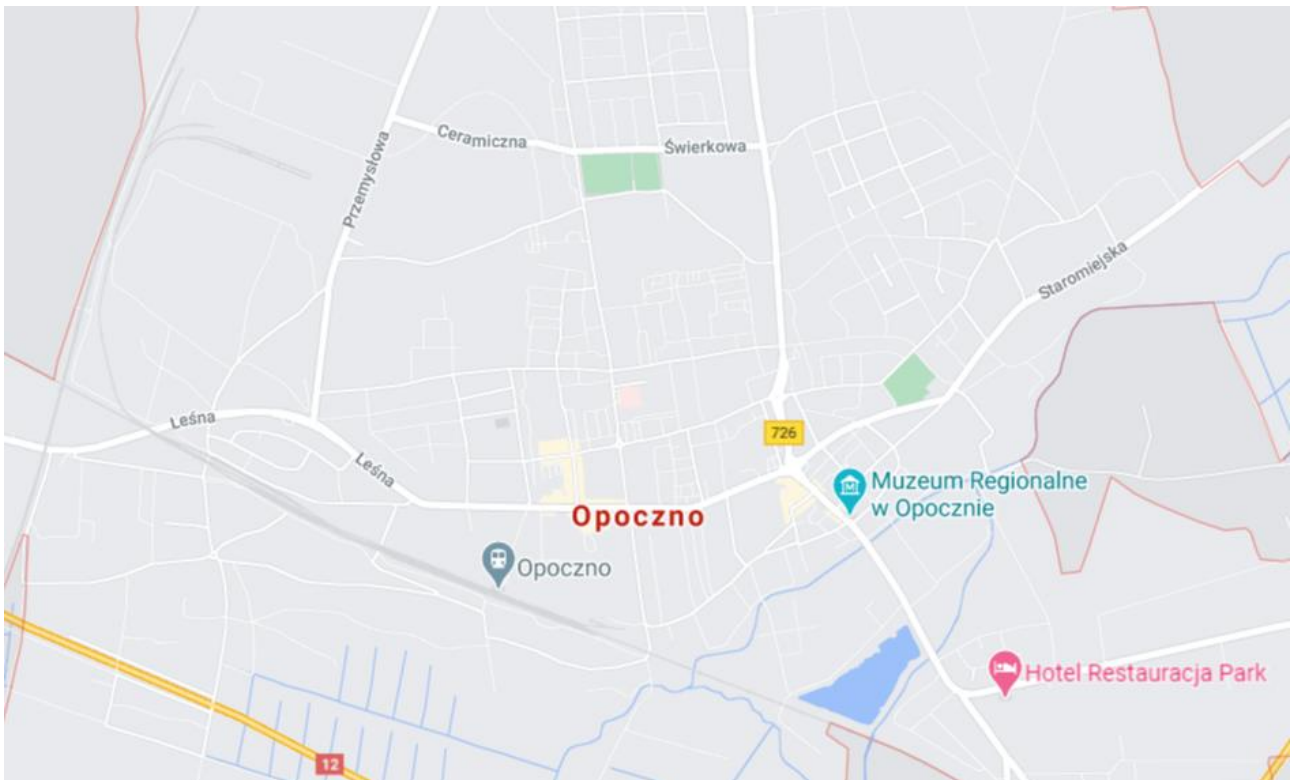 Ceramiczna
Świerkowa
Przemysłowa
Staromiejska
Leśna
726
Leśna
Muzeum Regionalne
w Opocznie
Opoczno
Opoczno
Hotel Restauracja Park
12